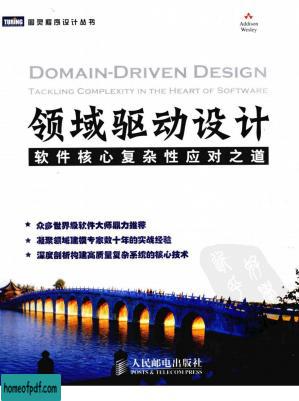 TURING 图灵程序设计丛书
Addison
Wesley
DOMAIN-DRIVEN DESIGN
TACKLING COMPLEXITY IN THE HEART OF SOFTWARE
领域驱动设计
软件核心复杂性应对之道
★ 众多世界级软件大师鼎力推荐
★ 凝聚领域建模专家数十年的实战经验
★ 深度剖析构建高质量复杂系统的核心技术
人民邮电出版社
POSTS & TELECOM PRESS
homeofpdf.com